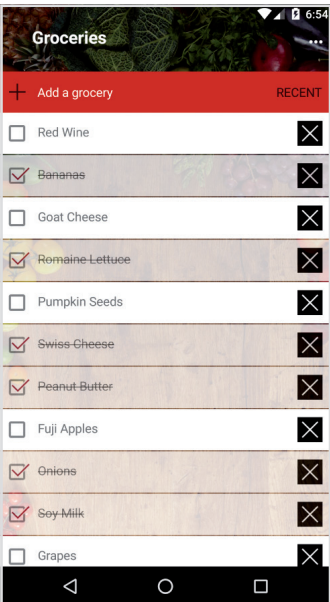 6:54
Groceries
Add a grocery RECENT
Red Wine
Bananas
Goat Cheese
Romaine Lettuce
Pumpkin Seeds
Swiss Cheese
Peanut Butter
Fuji Apples
Onions
Soy Milk
Grapes